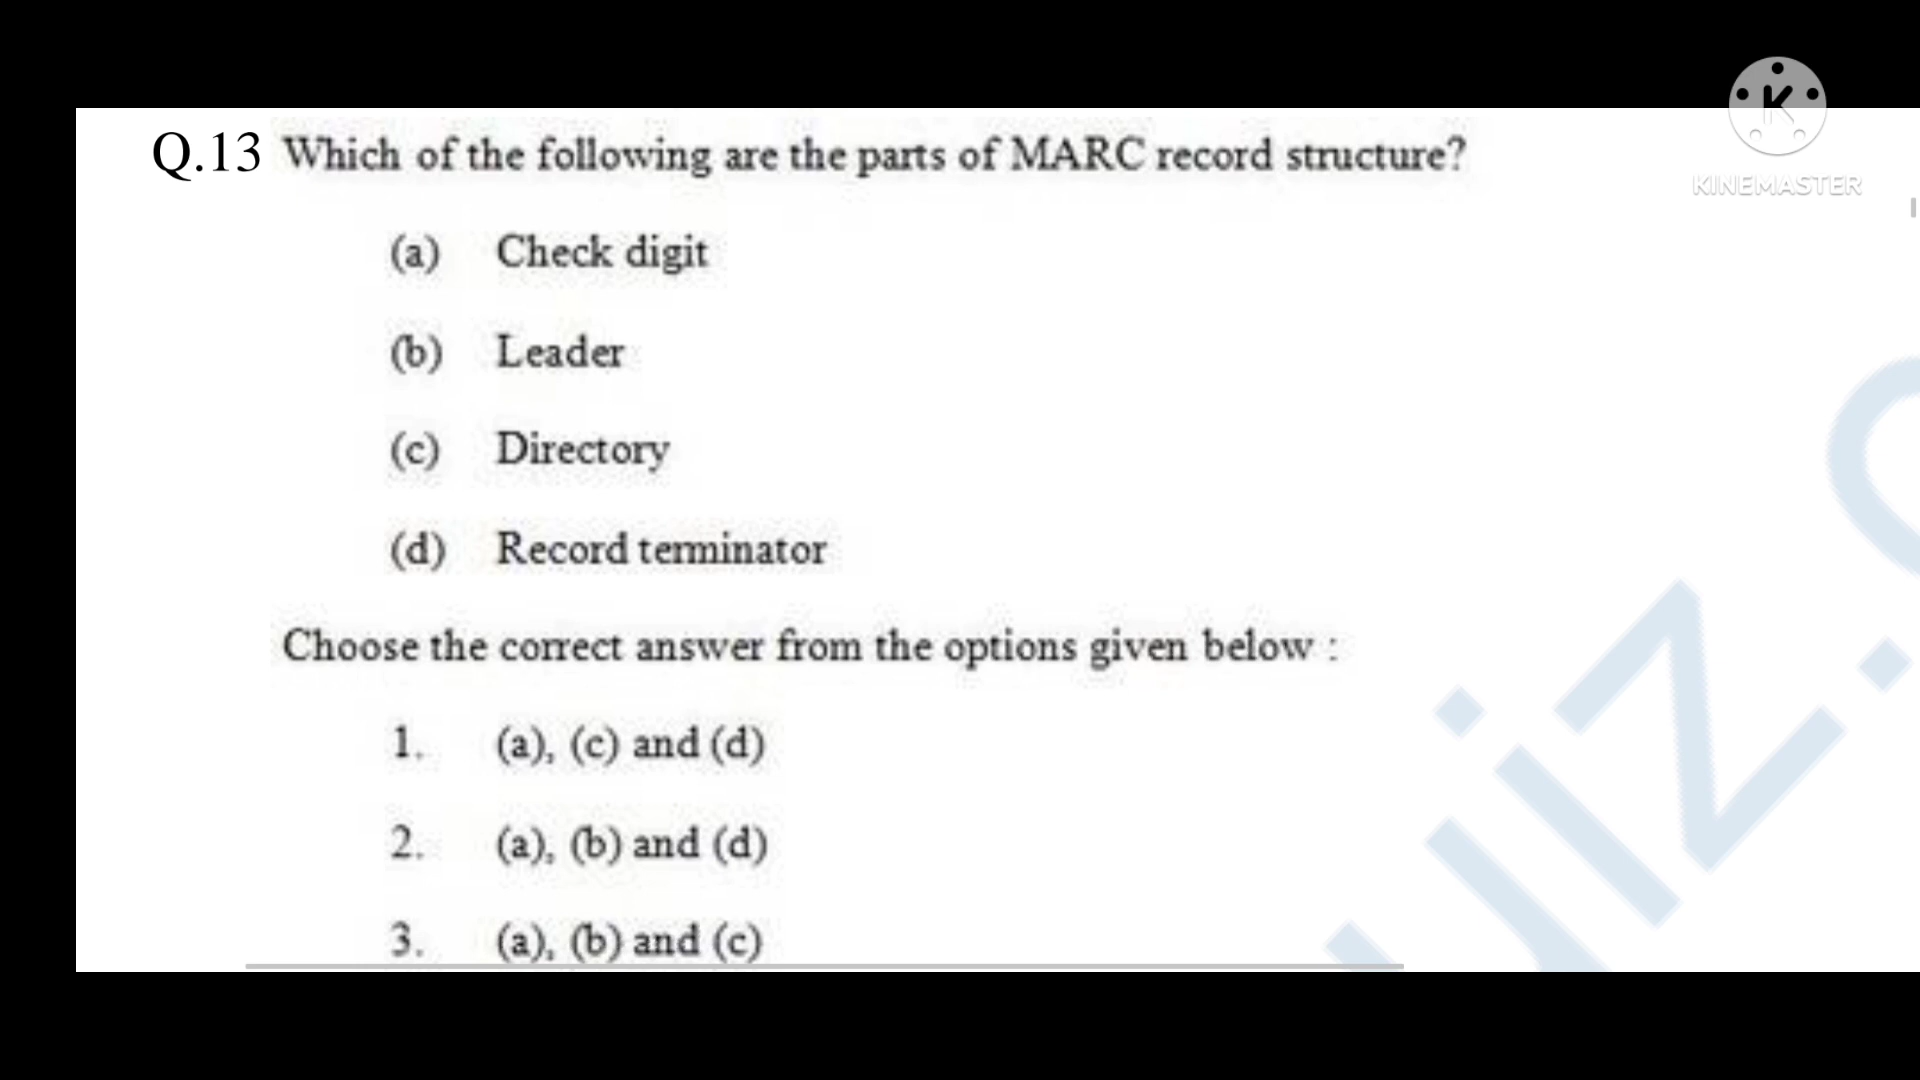 Q.13 Which of the following are the parts of MARC record structure?
KINEMASTER
(a) Check digit
(b) Leader
(c) Directory
(d) Record terminator
Choose the correct answer from the options given below :
1. (a), (c) and (d)
2. (a), (b) and (d)
3. (a), (b) and (c)